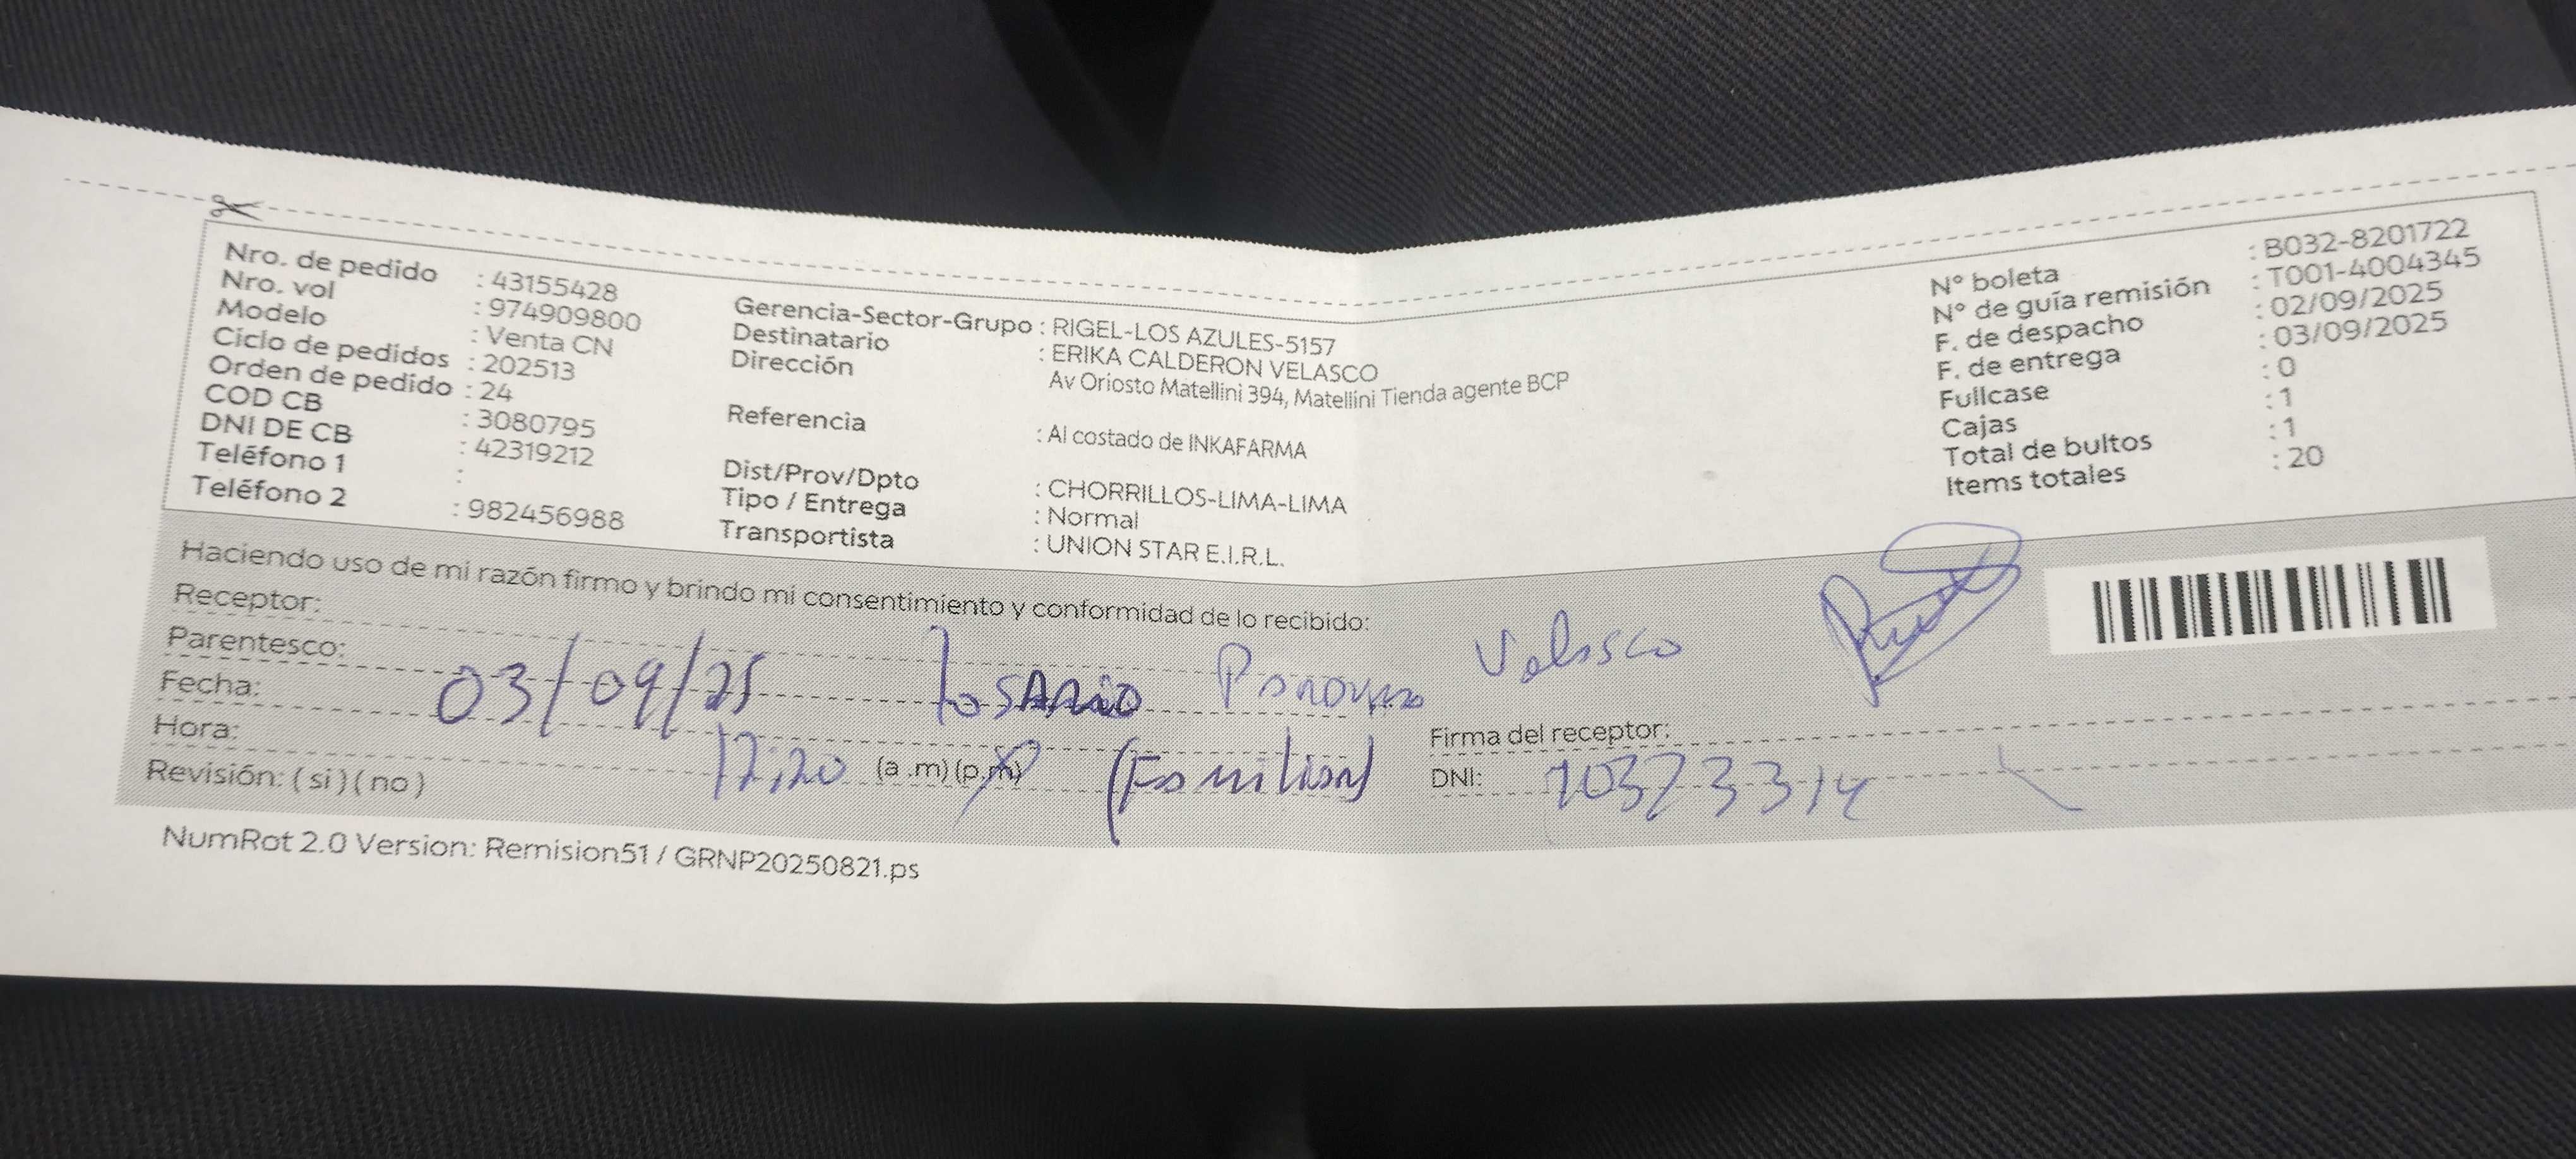 Nro. de pedido : 43155428
Nro. vol : 974909800
Modelo : Venta CN
Ciclo de pedidos : 202513
Orden de pedido : 24
COD CB : 3080795
DNI DE CB : 42319212
Teléfono 1 :
Teléfono 2 : 982456988
Gerencia-Sector-Grupo : RIGEL-LOS AZULES-5157
Destinatario : ERIKA CALDERON VELASCO
Dirección Av Oriosto Matellini 394, Matellini Tienda agente BCP
Referencia : Al costado de INKAFARMA
Dist/Prov/Dpto : CHORRILLOS-LIMA-LIMA
Tipo / Entrega : Normal
Transportista : UNION STAR E.I.R.L.
N° boleta : B032-8201722
N° de guía remisión : T001-4004345
F. de despacho : 02/09/2025
F. de entrega : 03/09/2025
Fullcase : 0
Cajas : 1
Total de bultos : 1
Items totales : 20
Haciendo uso de mi razón firmo y brindo mi consentimiento y conformidad de lo recibido:
Receptor:
Parentesco:
Velasco
Fecha: 03/09/25
Firma del receptor:
Hora: 12:20 (a .m) (p.m) (Familiar)
DNI:
Revisión: ( si ) ( no )
NumRot 2.0 Version: Remision51 / GRNP20250821.ps